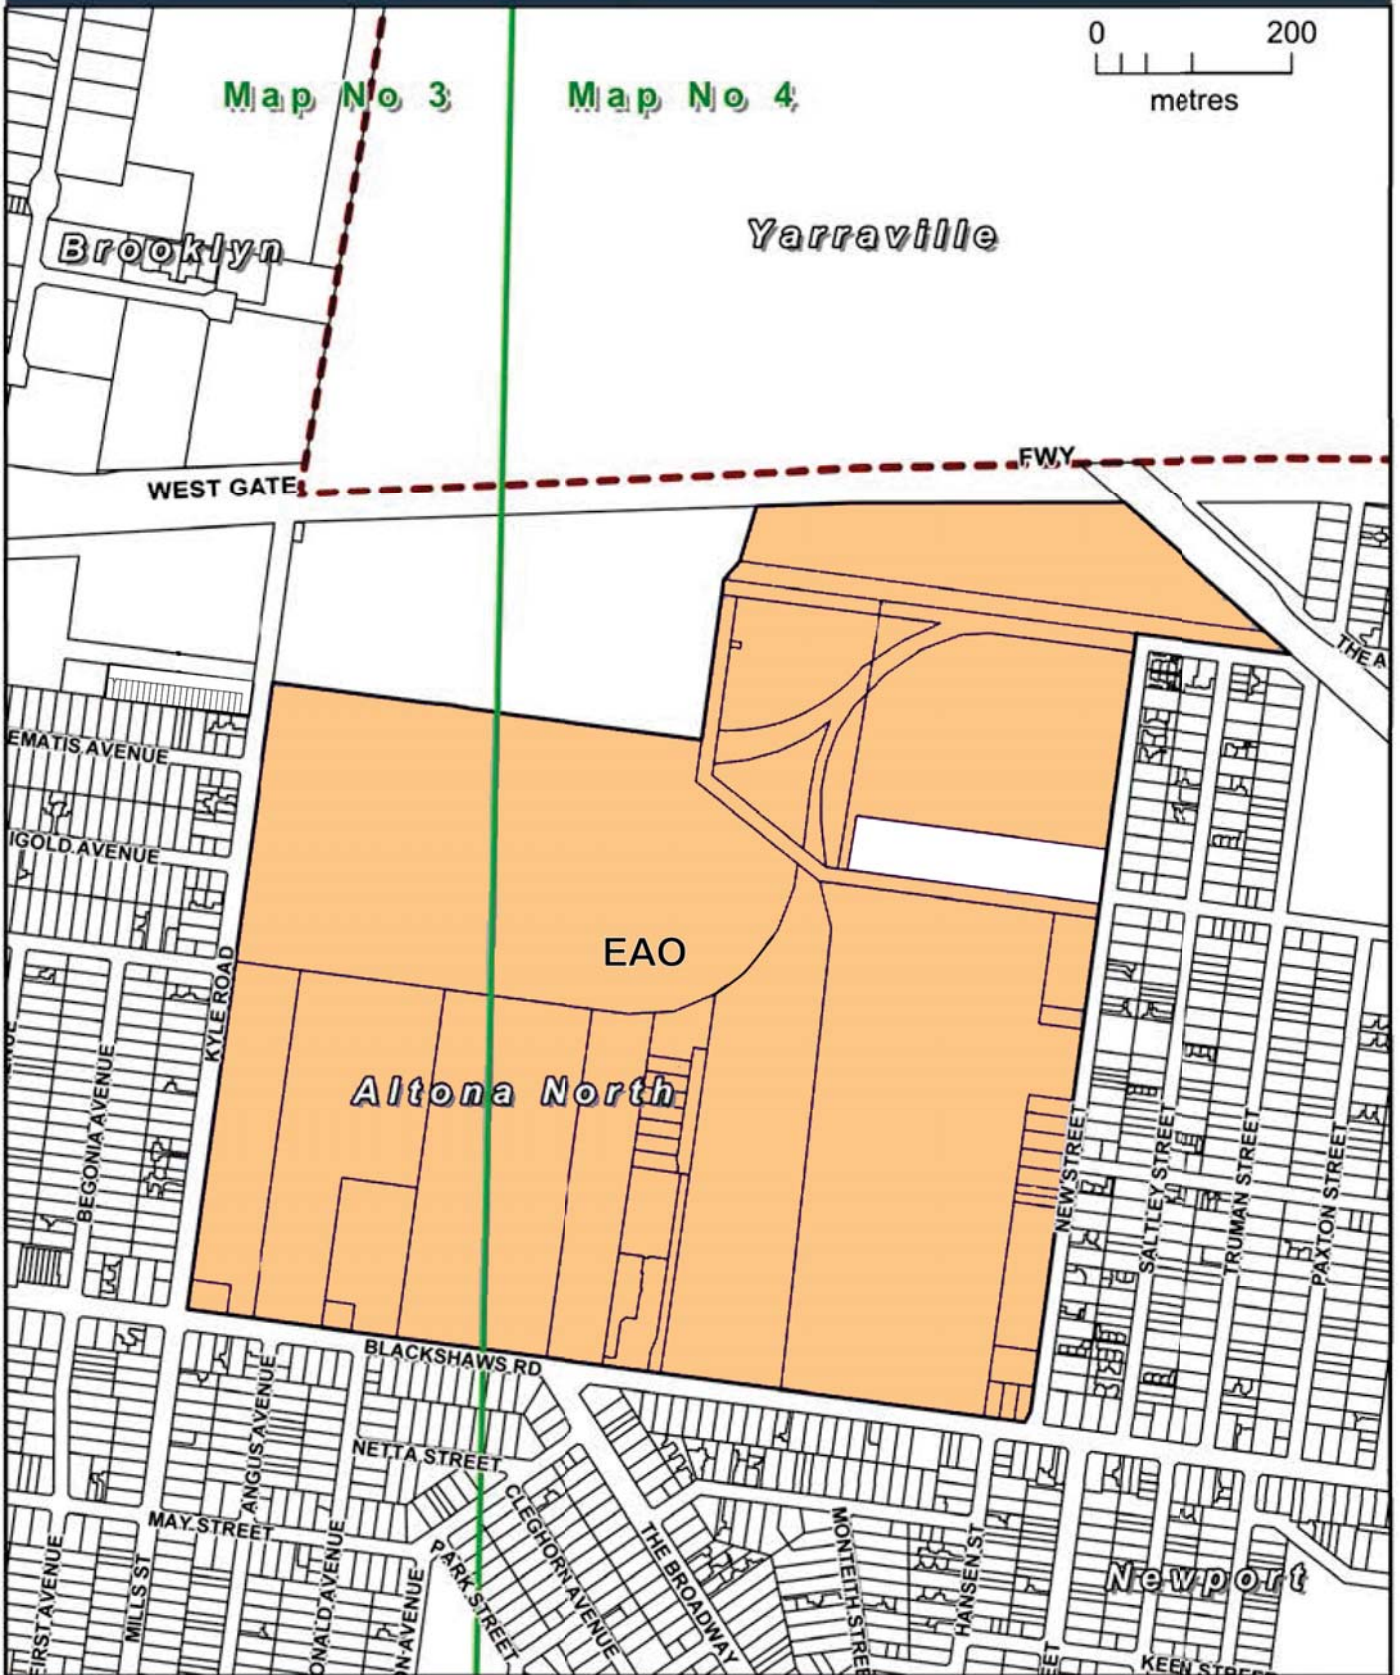 0 200
metres
Map No 3
Map No 4
Brooklyn
Yarraville
FWY
WEST GATE
THE A
EMATIS AVENUE
IGOLD AVENUE
KYLE ROAD
EAO
BEGONIA AVENUE
Altona North
NEW STREET
SALTLEY STREET
TRUMAN STREET
PAXTON STREET
BLACKSHAWS RD
ANGUS AVENUE
NETTA STREET
CLEGHORN AVENUE
MAY STREET
FIRST AVENUE
MILLS ST
ONALD AVENUE
N AVENUE
PARK STREET
THE BROADWAY
MONTEITH STREE
HANSEN ST
Newport
EET
KEEN STREE